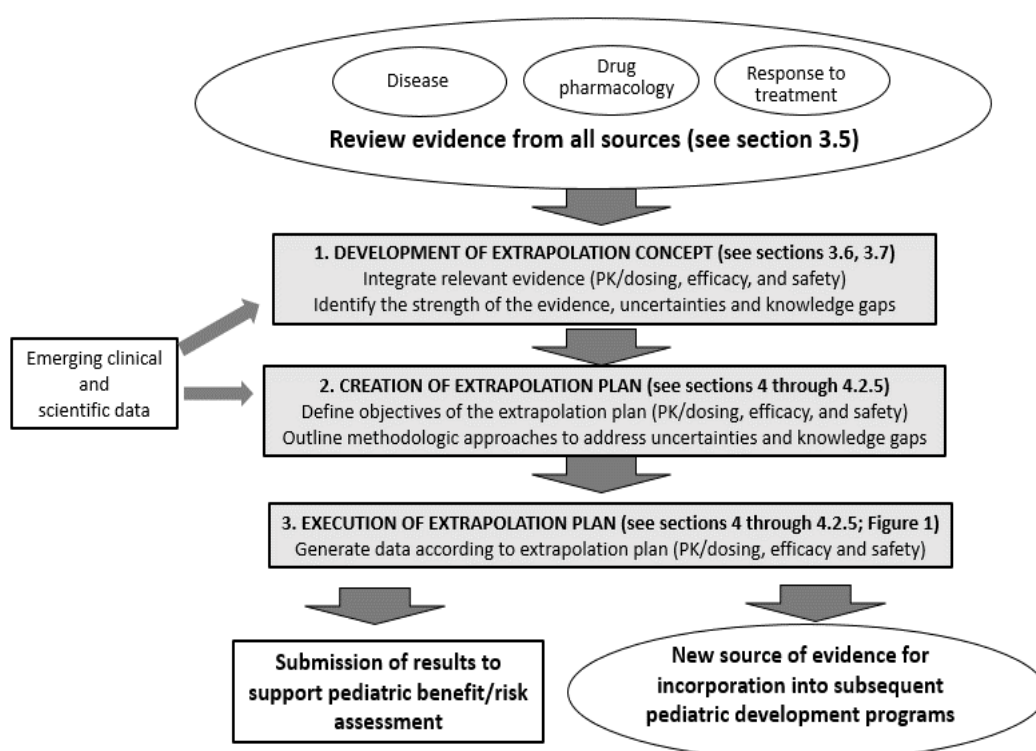 Disease
Drug
pharmacology
Response to
treatment
Review evidence from all sources (see section 3.5)
1. DEVELOPMENT OF EXTRAPOLATION CONCEPT (see sections 3.6, 3.7)
Integrate relevant evidence (PK/dosing, efficacy, and safety)
Identify the strength of the evidence, uncertainties and knowledge gaps
Emerging clinical
and
scientific data
2. CREATION OF EXTRAPOLATION PLAN (see sections 4 through 4.2.5)
Define objectives of the extrapolation plan (PK/dosing, efficacy, and safety)
Outline methodologic approaches to address uncertainties and knowledge gaps
3. EXECUTION OF EXTRAPOLATION PLAN (see sections 4 through 4.2.5; Figure 1)
Generate data according to extrapolation plan (PK/dosing, efficacy and safety)
Submission of results to
support pediatric benefit/risk
assessment
New source of evidence for
incorporation into subsequent
pediatric development programs